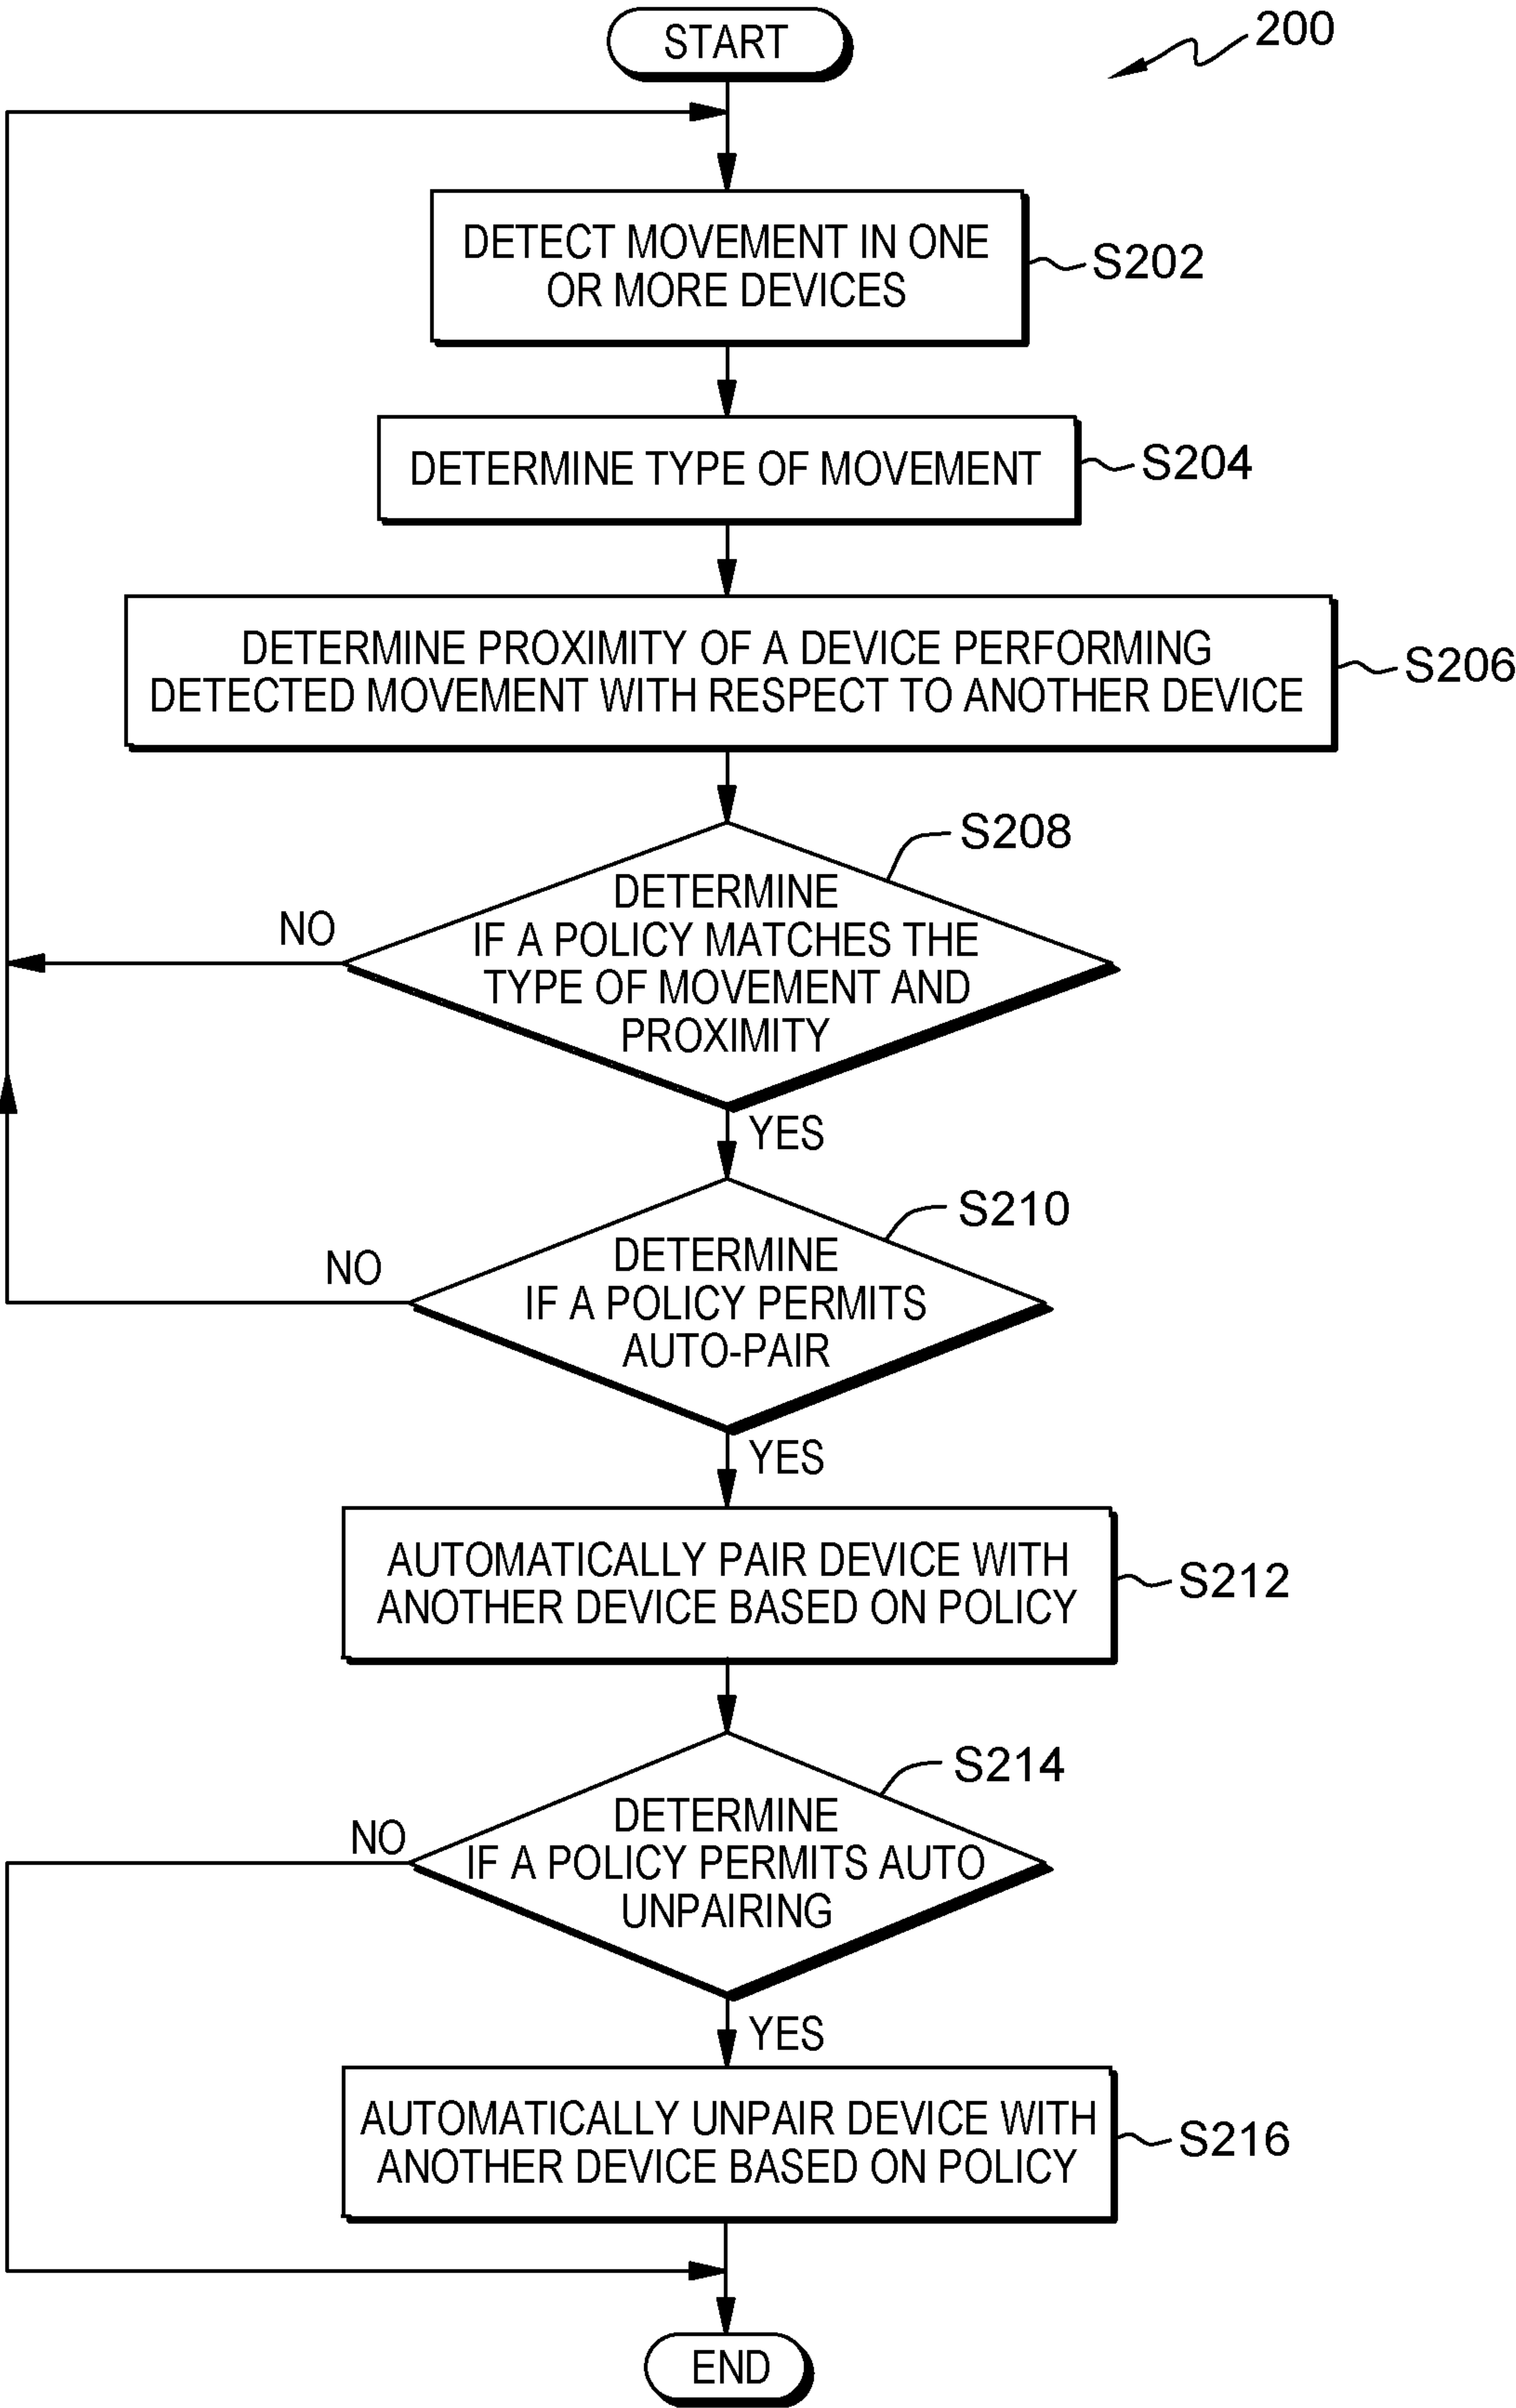 START
200
DETECT MOVEMENT IN ONE
OR MORE DEVICES
S202
DETERMINE TYPE OF MOVEMENT
S204
DETERMINE PROXIMITY OF A DEVICE PERFORMING
DETECTED MOVEMENT WITH RESPECT TO ANOTHER DEVICE
S206
S208
DETERMINE
IF A POLICY MATCHES THE
TYPE OF MOVEMENT AND
PROXIMITY
NO
YES
S210
DETERMINE
IF A POLICY PERMITS
AUTO-PAIR
NO
YES
AUTOMATICALLY PAIR DEVICE WITH
ANOTHER DEVICE BASED ON POLICY
S212
S214
DETERMINE
IF A POLICY PERMITS AUTO
UNPAIRING
NO
YES
AUTOMATICALLY UNPAIR DEVICE WITH
ANOTHER DEVICE BASED ON POLICY
S216
END